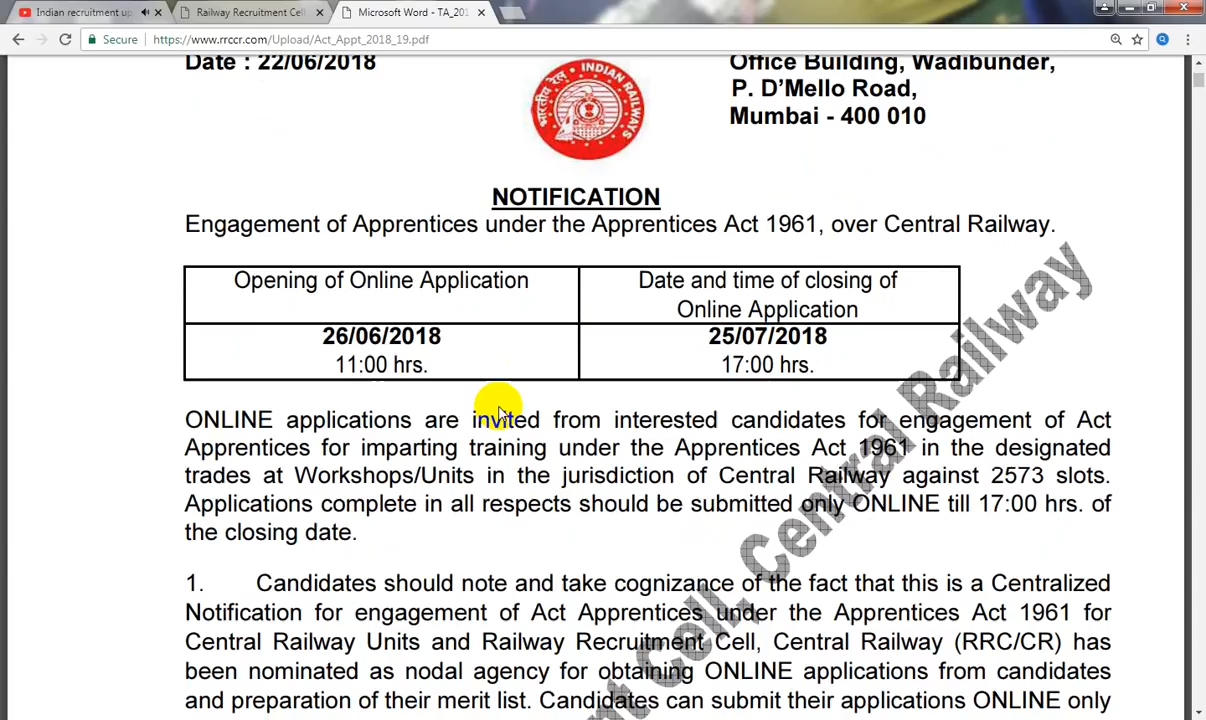 Indian recruitment up
Railway Recruitment Cell
Microsoft Word - TA_201
Secure
https://www.rrccr.com/Upload/Act_Appt_2018_19.pdf
Date : 22/06/2018
भारतीय रेल
INDIAN RAILWAYS
Office Building, Wadibunder,
P. D'Mello Road,
Mumbai - 400 010
NOTIFICATION
Engagement of Apprentices under the Apprentices Act 1961, over Central Railway.
Opening of Online Application
Date and time of closing of
Online Application
26/06/2018
11:00 hrs.
25/07/2018
17:00 hrs.
ONLINE applications are invited from interested candidates for engagement of Act
Apprentices for imparting training under the Apprentices Act 1961 in the designated
trades at Workshops/Units in the jurisdiction of Central Railway against 2573 slots.
Applications complete in all respects should be submitted only ONLINE till 17:00 hrs. of
the closing date.
1. Candidates should note and take cognizance of the fact that this is a Centralized
Notification for engagement of Act Apprentices under the Apprentices Act 1961 for
Central Railway Units and Railway Recruitment Cell, Central Railway (RRC/CR) has
been nominated as nodal agency for obtaining ONLINE applications from candidates
and preparation of their merit list. Candidates can submit their applications ONLINE only
Cell, Central Railway